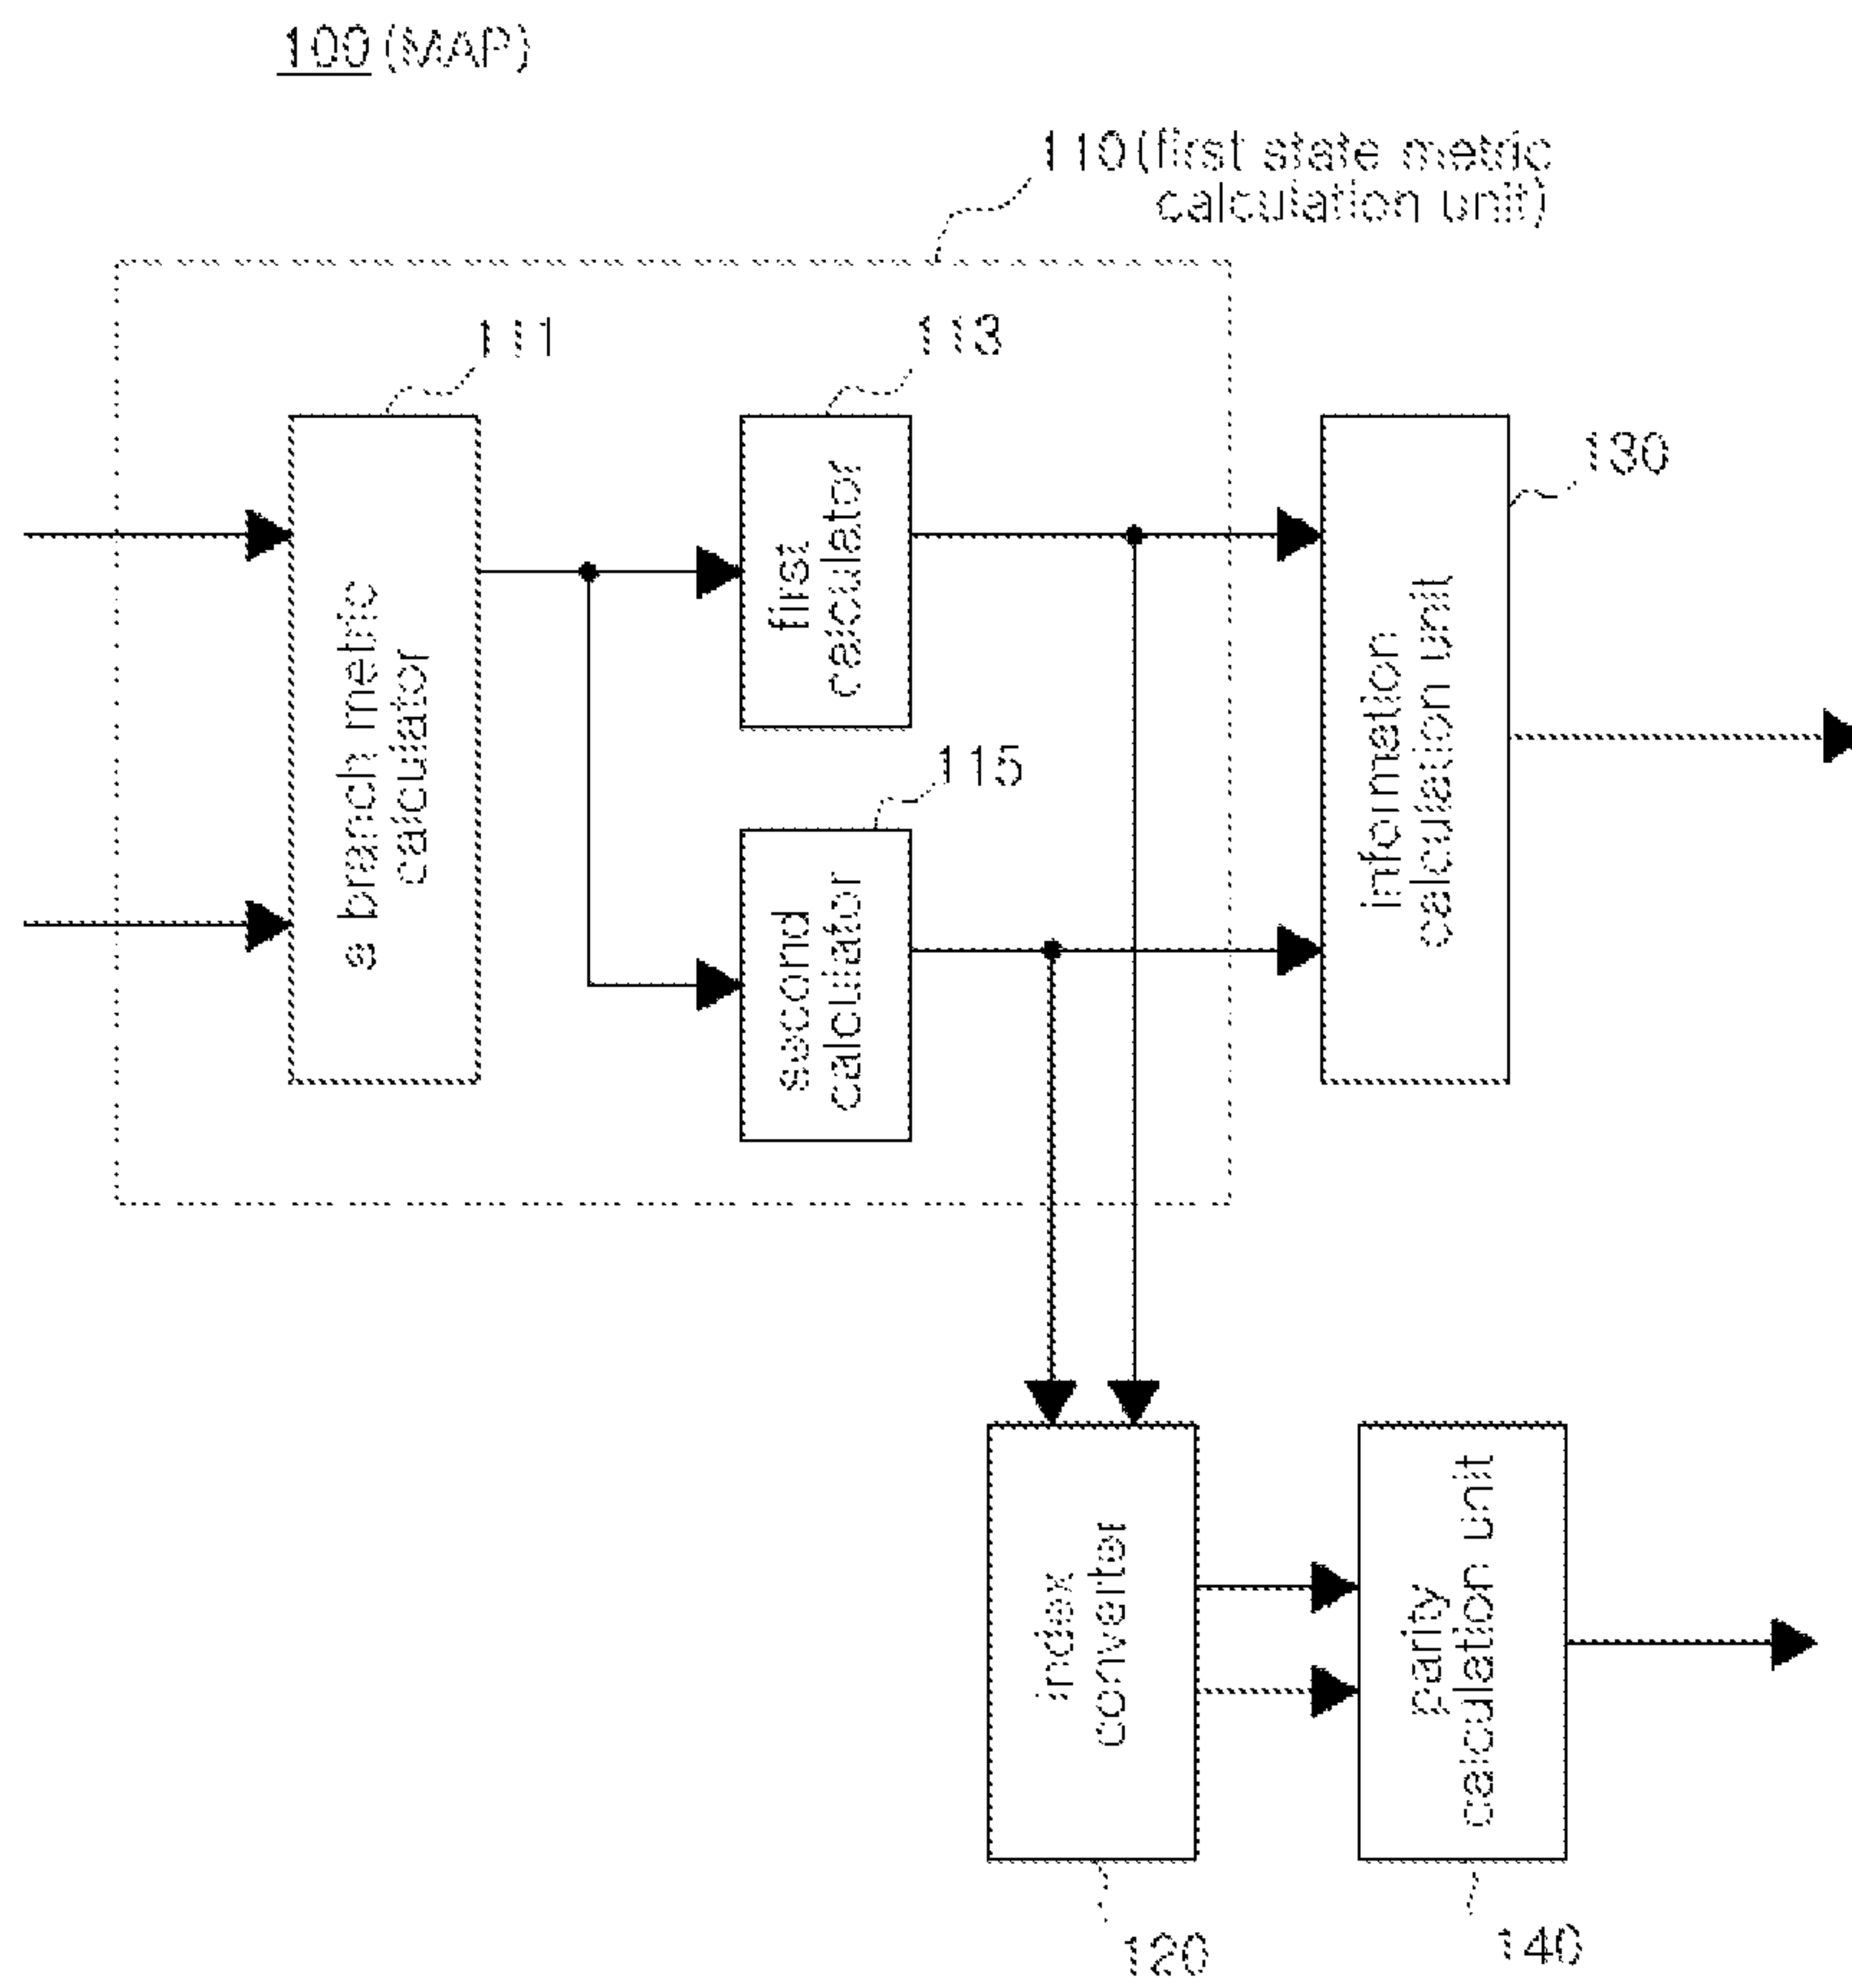 100 (MAP)
110 (first state metric
calculation unit)
111
113
130
a branch metric
calculator
first
calculator
information
calculation unit
115
second
calculator
index
converter
parity
calculation unit
120
140